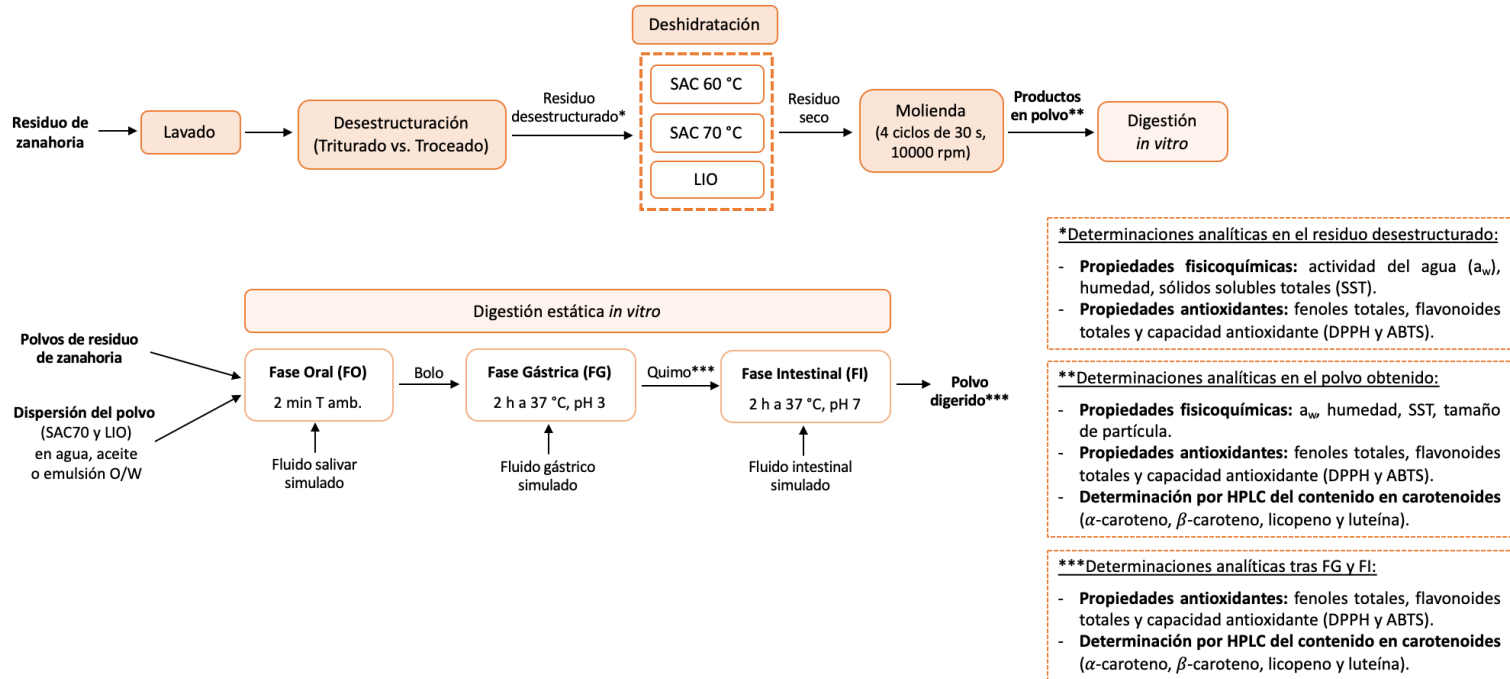 Deshidratación
Residuo de
zanahoria
Lavado
Desestructuración
(Triturado vs. Troceado)
Residuo
desestructurado*
SAC 60 °C
SAC 70 °C
LIO
Residuo
seco
Molienda
(4 ciclos de 30 s,
10000 rpm)
Productos
en polvo**
Digestión
in vitro
Digestión estática in vitro
Polvos de residuo
de zanahoria
Dispersión del polvo
(SAC70 y LIO)
en agua, aceite
o emulsión O/W
Fase Oral (FO)
2 min T amb.
Bolo
Fase Gástrica (FG)
2 h a 37 °C, pH 3
Quimo***
Fase Intestinal (FI)
2 h a 37 °C, pH 7
Polvo
digerido***
Fluido salivar
simulado
Fluido gástrico
simulado
Fluido intestinal
simulado
*Determinaciones analíticas en el residuo desestructurado:
- Propiedades fisicoquímicas: actividad del agua (aw),
humedad, sólidos solubles totales (SST).
- Propiedades antioxidantes: fenoles totales, flavonoides
totales y capacidad antioxidante (DPPH y ABTS).
**Determinaciones analíticas en el polvo obtenido:
- Propiedades fisicoquímicas: aw, humedad, SST, tamaño
de partícula.
- Propiedades antioxidantes: fenoles totales, flavonoides
totales y capacidad antioxidante (DPPH y ABTS).
- Determinación por HPLC del contenido en carotenoides
(α-caroteno, β-caroteno, licopeno y luteína).
***Determinaciones analíticas tras FG y FI:
- Propiedades antioxidantes: fenoles totales, flavonoides
totales y capacidad antioxidante (DPPH y ABTS).
- Determinación por HPLC del contenido en carotenoides
(α-caroteno, β-caroteno, licopeno y luteína).